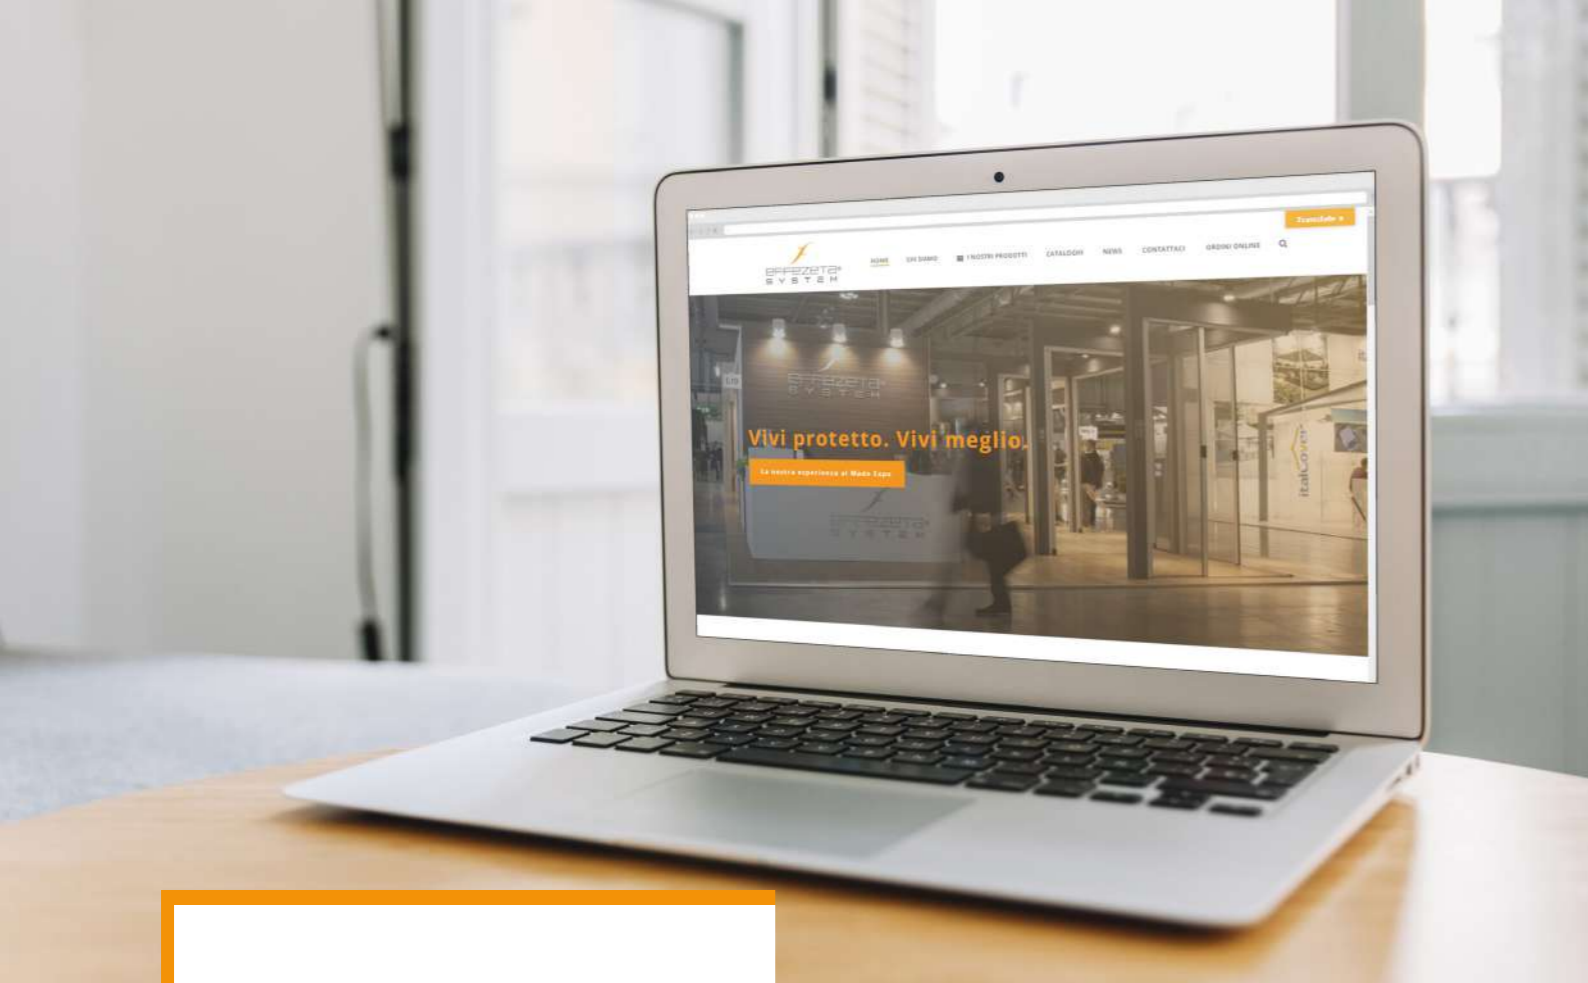 Translate »
EFFEZETA®
SYSTEM
HOME CHI SIAMO I NOSTRI PRODOTTI CATALOGHI NEWS CONTATTACI ORDINI ONLINE
EFFEZETA®
SYSTEM
Vivi protetto. Vivi meglio.
La nostra esperienza al Made Expo
italcover
EFFEZETA®
SYSTEM